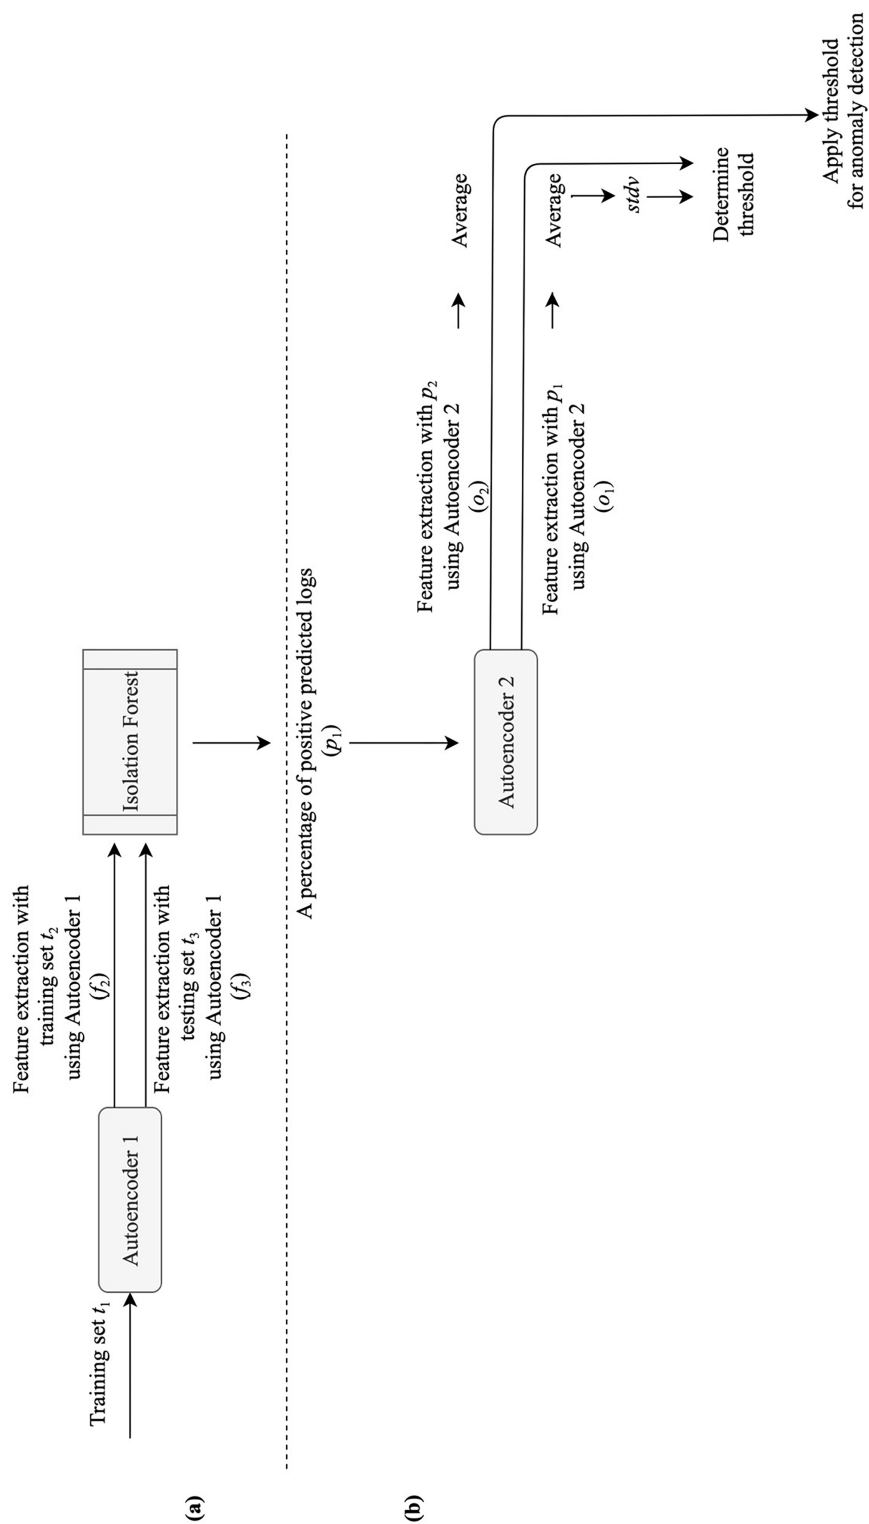 (a)
Training set t1
Autoencoder 1
Feature extraction with
training set t2
using Autoencoder 1
(f2)
Feature extraction with
testing set t3
using Autoencoder 1
(f3)
Isolation Forest
(b)
A percentage of positive predicted logs
(p1)
Autoencoder 2
Feature extraction with p2
using Autoencoder 2
(o2)
Average
Feature extraction with p1
using Autoencoder 2
(o1)
Average
stdv
Determine
threshold
Apply threshold
for anomaly detection